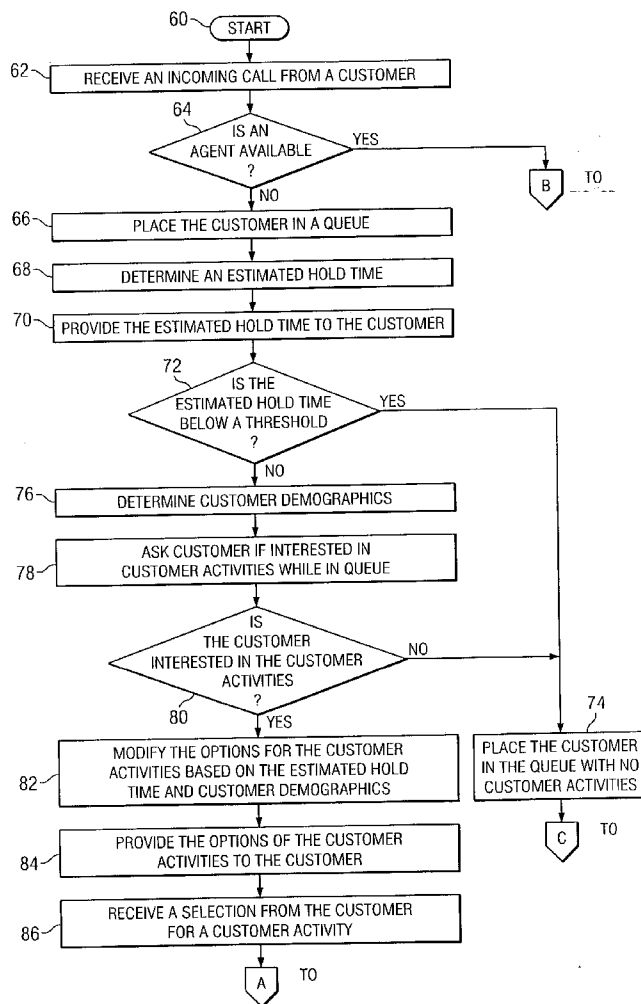 60
START
62
RECEIVE AN INCOMING CALL FROM A CUSTOMER
64
IS AN
AGENT AVAILABLE
?
YES
B
TO
NO
66
PLACE THE CUSTOMER IN A QUEUE
68
DETERMINE AN ESTIMATED HOLD TIME
70
PROVIDE THE ESTIMATED HOLD TIME TO THE CUSTOMER
72
IS THE
ESTIMATED HOLD TIME
BELOW A THRESHOLD
?
YES
NO
76
DETERMINE CUSTOMER DEMOGRAPHICS
78
ASK CUSTOMER IF INTERESTED IN
CUSTOMER ACTIVITIES WHILE IN QUEUE
IS
THE CUSTOMER
INTERESTED IN THE CUSTOMER
ACTIVITIES
?
NO
80
YES
74
PLACE THE CUSTOMER
IN THE QUEUE WITH NO
CUSTOMER ACTIVITIES
C
TO
82
MODIFY THE OPTIONS FOR THE CUSTOMER
ACTIVITIES BASED ON THE ESTIMATED HOLD
TIME AND CUSTOMER DEMOGRAPHICS
84
PROVIDE THE OPTIONS OF THE CUSTOMER
ACTIVITIES TO THE CUSTOMER
86
RECEIVE A SELECTION FROM THE CUSTOMER
FOR A CUSTOMER ACTIVITY
A
TO